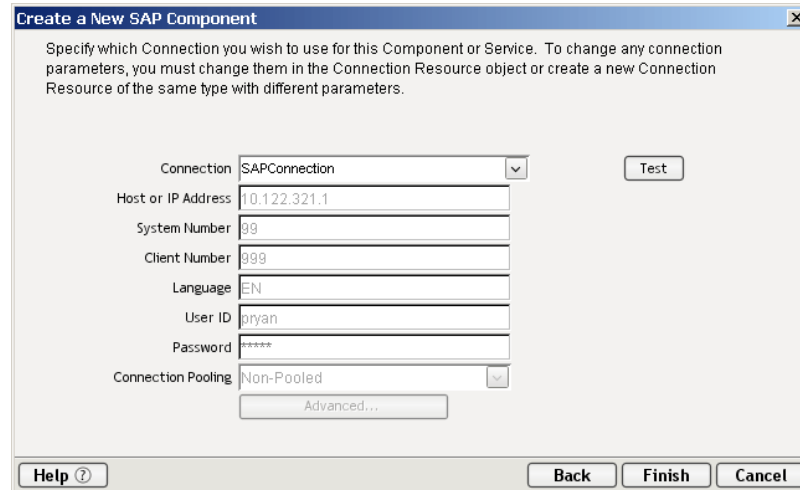 Create a New SAP Component
Specify which Connection you wish to use for this Component or Service. To change any connection
parameters, you must change them in the Connection Resource object or create a new Connection
Resource of the same type with different parameters.
Connection SAPConnection Test
Host or IP Address 10.122.321.1
System Number 99
Client Number 999
Language EN
User ID pryan
Password *****
Connection Pooling Non-Pooled
Advanced...
Help ? Back Finish Cancel